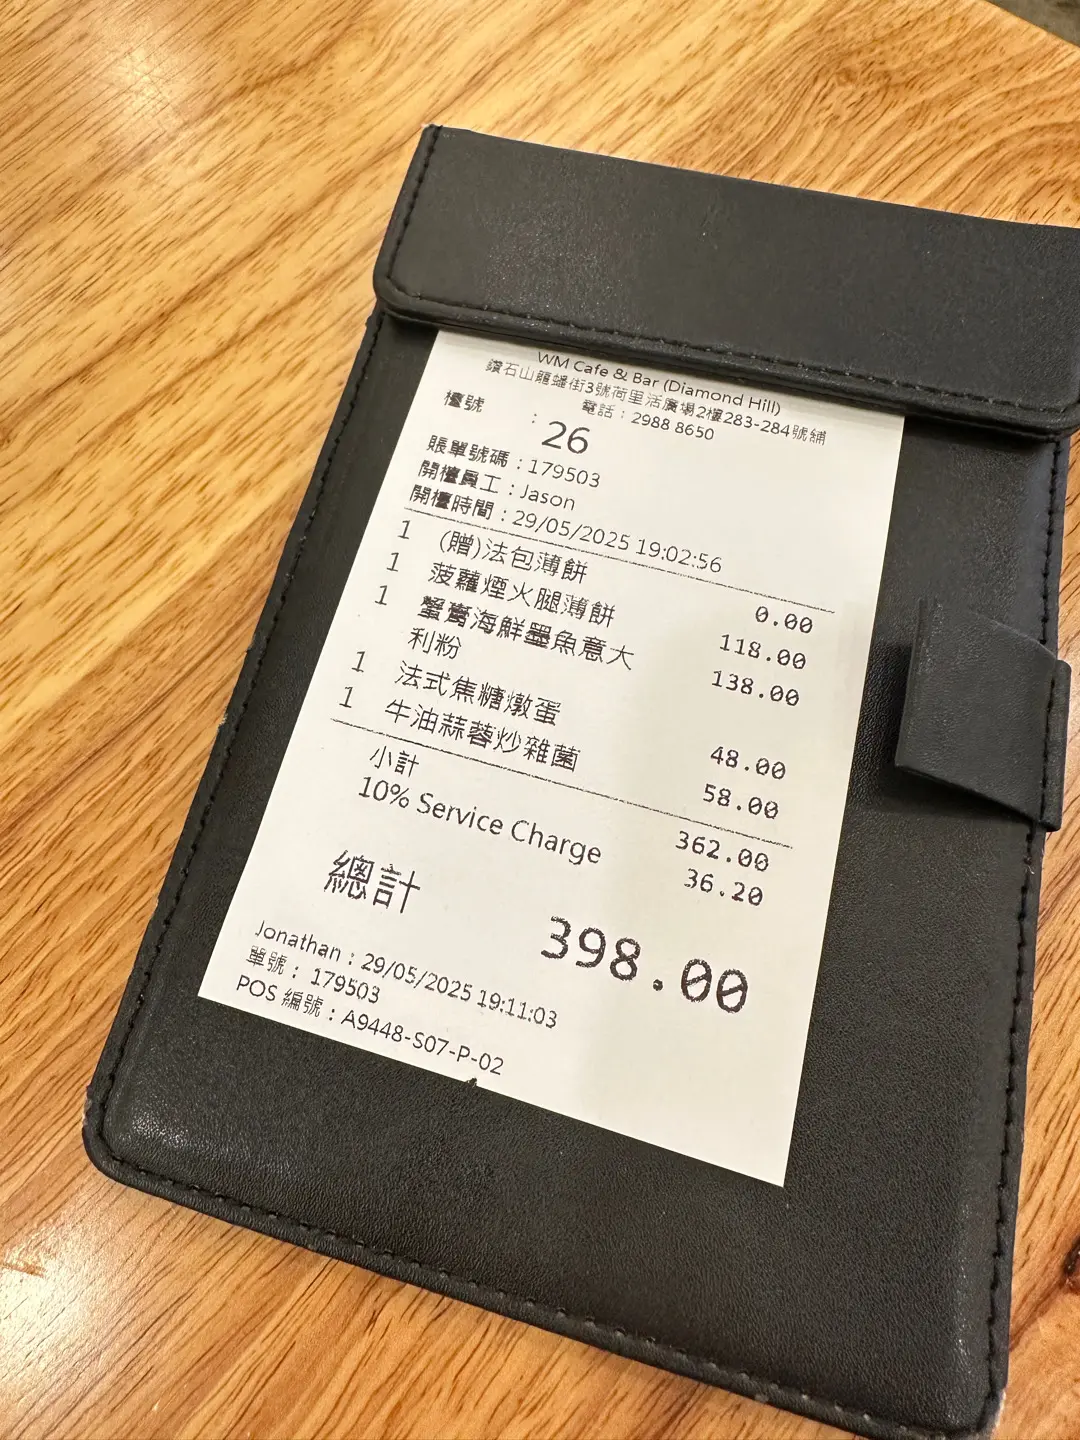 WM Cafe & Bar (Diamond Hill)
鑽石山龍蟠街3號荷里活廣場2樓283-284號舖
電話：2988 8650
檯號 : 26
賬單號碼：179503
開檯員工：Jason
開檯時間：29/05/2025 19:02:56
1 (贈)法包薄餅 0.00
1 菠蘿煙火腿薄餅 118.00
1 蟹膏海鮮墨魚意大 138.00
利粉
1 法式焦糖燉蛋 48.00
1 牛油蒜蓉炒雜菌 58.00
小計 362.00
10% Service Charge 36.20
總計 398.00
Jonathan：29/05/2025 19:11:03
單號：179503
POS 編號：A9448-S07-P-02